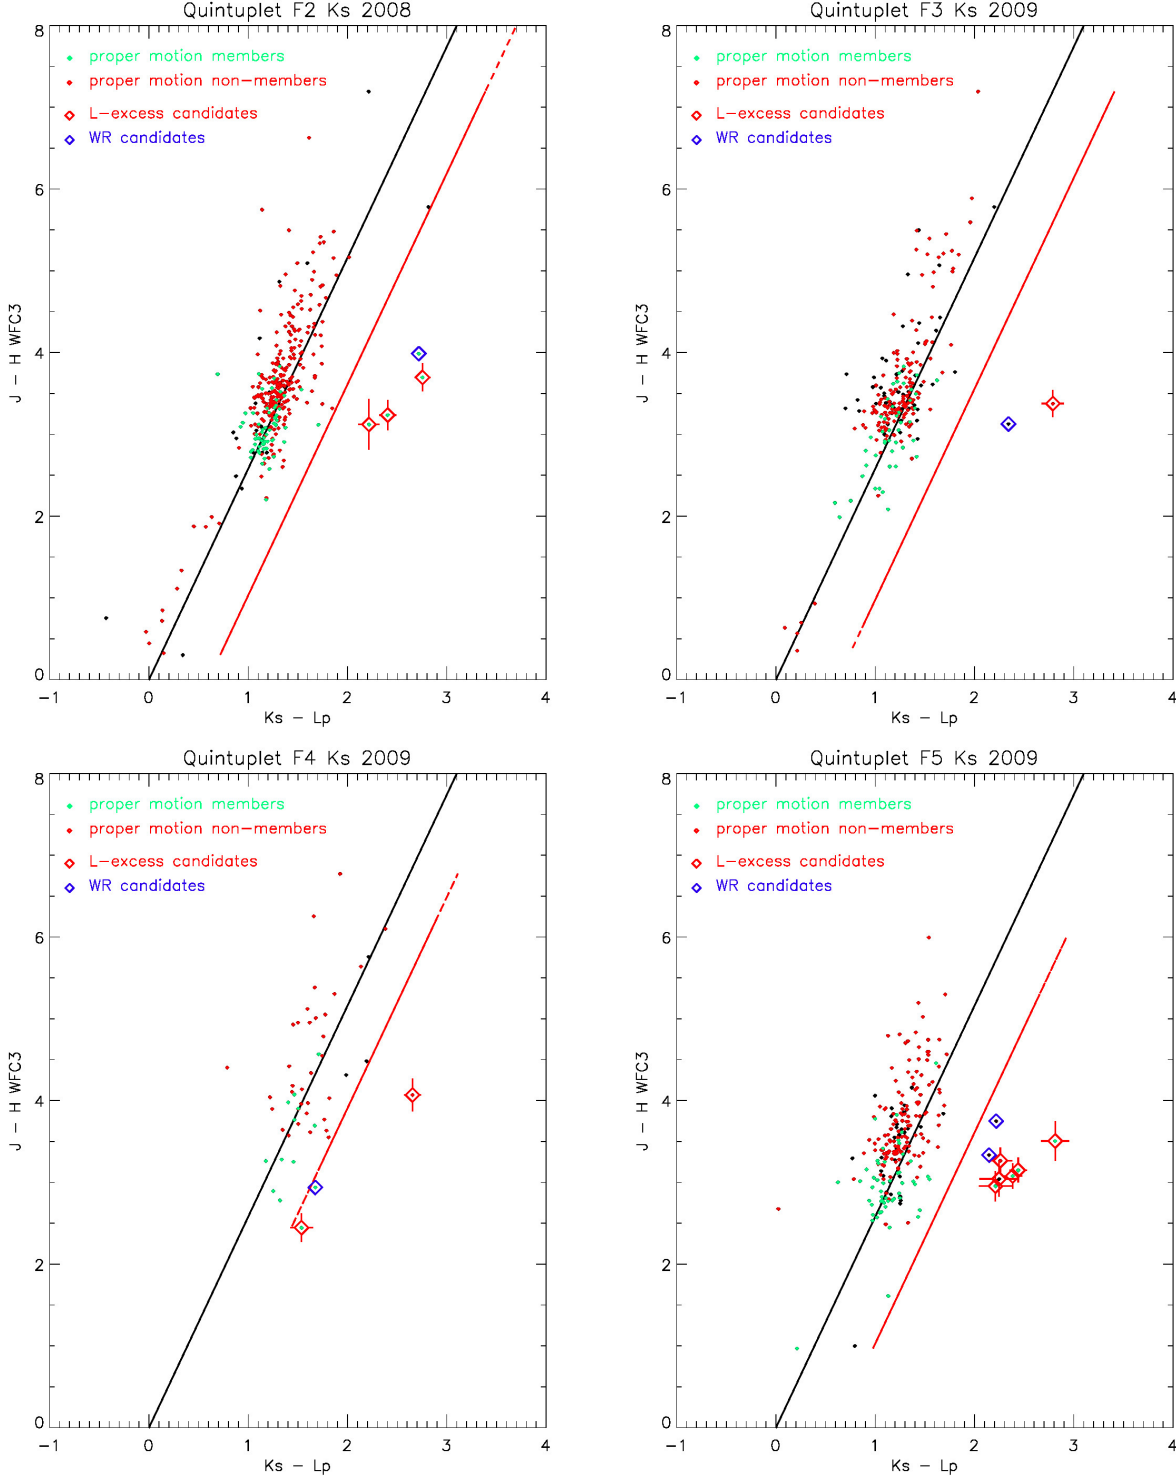 Quintuplet F2 Ks 2008
8
6
4
2
0
J – H WFC3
proper motion members
proper motion non–members
L–excess candidates
WR candidates
–1 0 1 2 3 4
Ks – Lp
Quintuplet F3 Ks 2009
8
6
4
2
0
J – H WFC3
proper motion members
proper motion non–members
L–excess candidates
WR candidates
–1 0 1 2 3 4
Ks – Lp
Quintuplet F4 Ks 2009
8
6
4
2
0
J – H WFC3
proper motion members
proper motion non–members
L–excess candidates
WR candidates
–1 0 1 2 3 4
Ks – Lp
Quintuplet F5 Ks 2009
8
6
4
2
0
J – H WFC3
proper motion members
proper motion non–members
L–excess candidates
WR candidates
–1 0 1 2 3 4
Ks – Lp